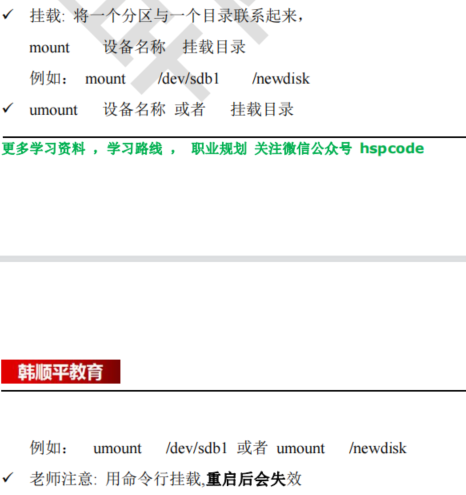 ✓ 挂载: 将一个分区与一个目录联系起来，
mount 设备名称 挂载目录
例如： mount /dev/sdb1 /newdisk
✓ umount 设备名称 或者 挂载目录
更多学习资料 ，学习路线 ， 职业规划 关注微信公众号 hspcode
韩顺平教育
例如： umount /dev/sdb1 或者 umount /newdisk
✓ 老师注意: 用命令行挂载,重启后会失效